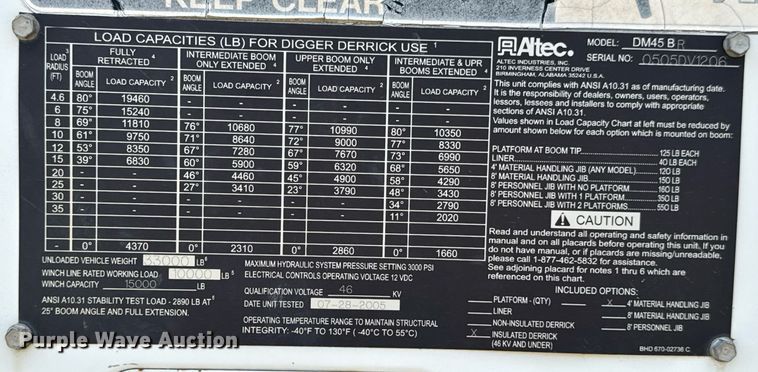 KEEP CLEAR
LOAD CAPACITIES (LB) FOR DIGGER DERRICK USE 1
LOAD RADIUS 3 (FT)
FULLY RETRACTED 4
INTERMEDIATE BOOM ONLY EXTENDED 4
UPPER BOOM ONLY EXTENDED 4
INTERMEDIATE & UPR BOOMS EXTENDED 4
BOOM ANGLE LOAD CAPACITY 2 BOOM ANGLE LOAD CAPACITY 2 BOOM ANGLE LOAD CAPACITY 2 BOOM ANGLE LOAD CAPACITY 2
4.6 80° 19460 - - - - - -
6 75° 15240 - - - - - -
8 69° 11810 76° 10680 77° 10990 80° 10350
10 61° 9750 71° 8640 72° 9000 77° 8330
12 53° 8350 67° 7280 67° 7670 73° 6990
15 39° 6830 60° 5900 59° 6320 68° 5650
20 - - 46° 4460 45° 4900 58° 4290
25 - - 27° 3410 23° 3790 48° 3430
30 - - - - - - 34° 2790
35 - - - - - - 11° 2020
- 0° 4370 0° 2310 0° 2860 0° 1660
UNLOADED VEHICLE WEIGHT 33000 LB 5
WINCH LINE RATED WORKING LOAD 10000 LB 6
WINCH CAPACITY 15000 LB
ANSI A10.31 STABILITY TEST LOAD - 2890 LB AT 5
25° BOOM ANGLE AND FULL EXTENSION.
MAXIMUM HYDRAULIC SYSTEM PRESSURE SETTING 3000 PSI
ELECTRICAL CONTROLS OPERATING VOLTAGE 12 VDC
QUALIFICATION VOLTAGE 46 KV
DATE UNIT TESTED 07-28-2005
OPERATING TEMPERATURE RANGE TO MAINTAIN STRUCTURAL
INTEGRITY: -40°F TO 130°F ( -40°C TO 55°C)
Altec.
ALTEC INDUSTRIES, INC.
210 INVERNESS CENTER DRIVE
BIRMINGHAM, ALABAMA 35242 U.S.A.
MODEL DM45 BR
SERIAL NO. 0505DV1206
This unit complies with ANSI A10.31 as of manufacturing date.
It is the responsibility of dealers, owners, users, operators,
lessors, lessees and installers to comply with appropriate
sections of ANSI A10.31.
Values shown in Load Capacity Chart at left must be reduced by
amount shown below for each option which is mounted on boom:
PLATFORM AT BOOM TIP 125 LB EACH
LINER 40 LB EACH
4' MATERIAL HANDLING JIB (ANY MODEL) 120 LB
8' MATERIAL HANDLING JIB 150 LB
8' PERSONNEL JIB WITH NO PLATFORM 160 LB
8' PERSONNEL JIB WITH 1 PLATFORM 350 LB
8' PERSONNEL JIB WITH 2 PLATFORMS 550 LB
CAUTION
Read and understand all operating and safety information in
manual and on all placards before operating this unit. If you
do not have an operating manual or placards are missing/unreadable,
please call 1-877-462-5832 for assistance.
See adjoining placard for notes 1 thru 6 which are
referenced on this chart.
INCLUDED OPTIONS:
PLATFORM - (QTY) X 4' MATERIAL HANDLING JIB
LINER 8' MATERIAL HANDLING JIB
NON-INSULATED DERRICK 8' PERSONNEL JIB
X INSULATED DERRICK
(46 KV AND UNDER)
BHD 670-02736 C
Purple Wave Auction